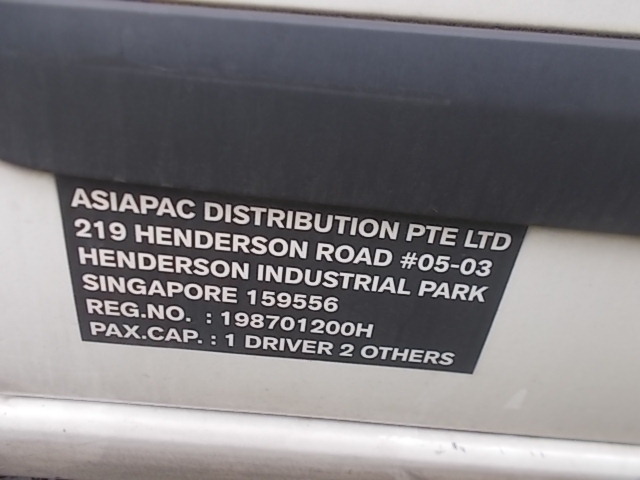 ASIAPAC DISTRIBUTION PTE LTD
219 HENDERSON ROAD #05-03
HENDERSON INDUSTRIAL PARK
SINGAPORE 159556
REG.NO. : 198701200H
PAX.CAP. : 1 DRIVER 2 OTHERS